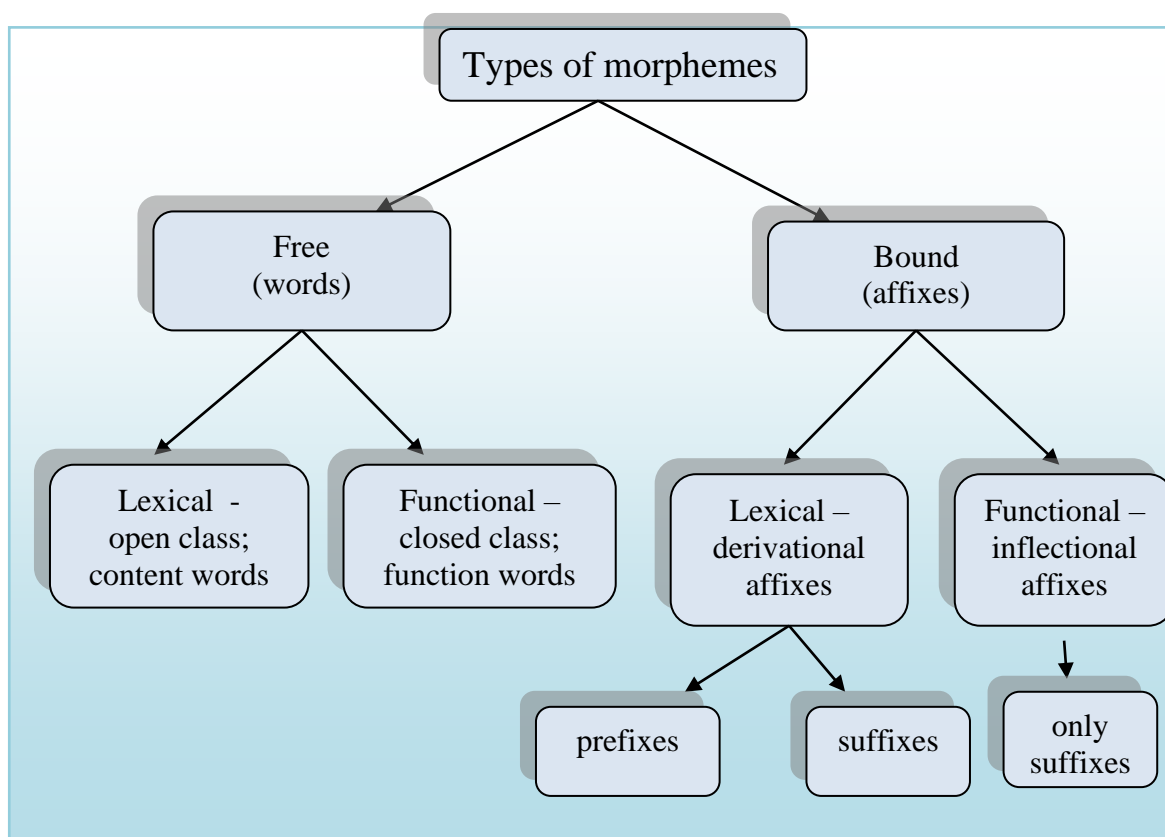 Types of morphemes
Free
(words)
Bound
(affixes)
Lexical -
open class;
content words
Functional –
closed class;
function words
Lexical –
derivational
affixes
Functional –
inflectional
affixes
prefixes
suffixes
only
suffixes